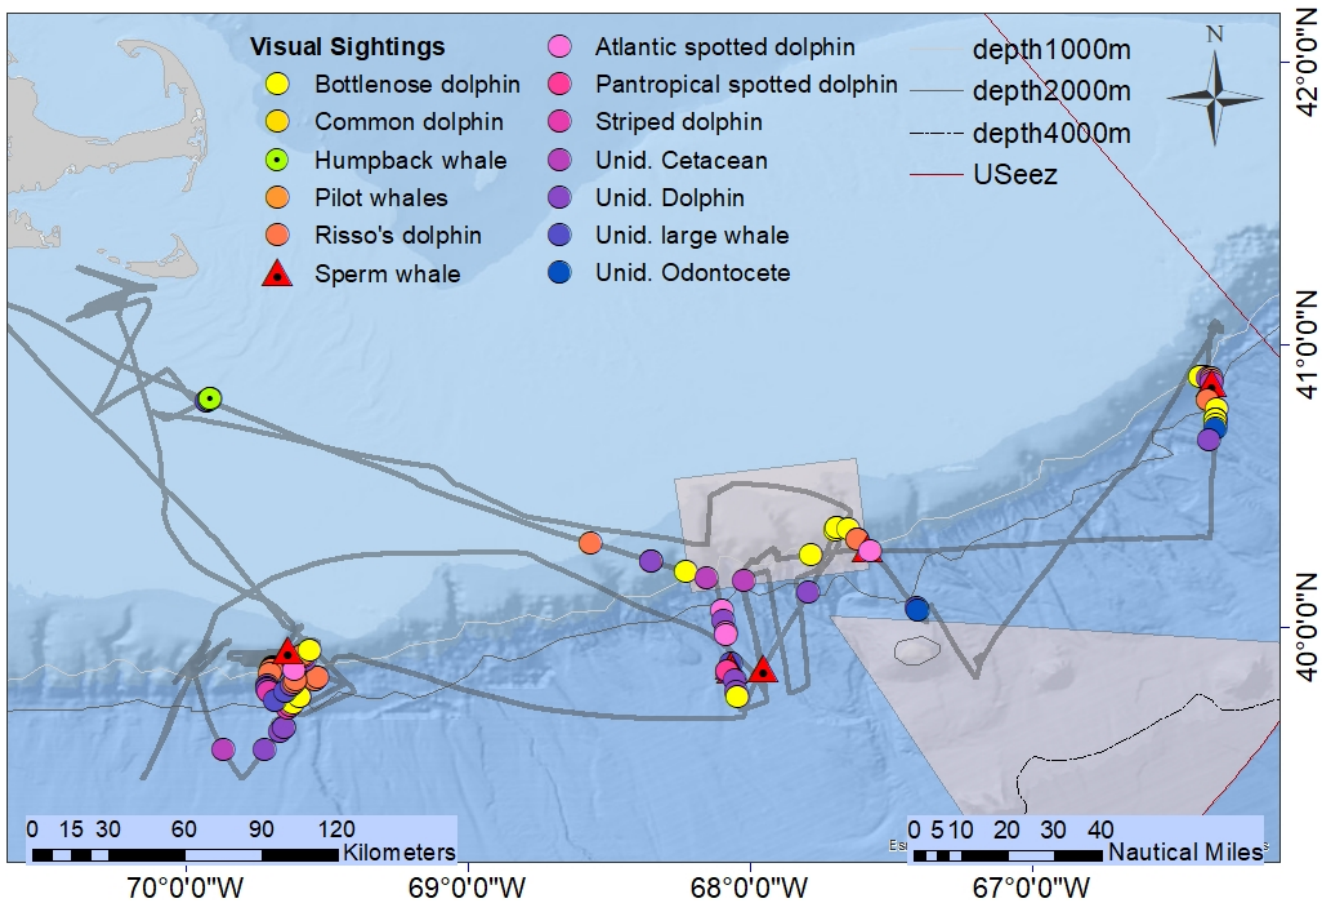 Visual Sightings
Bottlenose dolphin
Common dolphin
Humpback whale
Pilot whales
Risso's dolphin
Sperm whale
Atlantic spotted dolphin
Pantropical spotted dolphin
Striped dolphin
Unid. Cetacean
Unid. Dolphin
Unid. large whale
Unid. Odontocete
depth1000m
depth2000m
depth4000m
USeez
N
42°0'0"N
41°0'0"N
40°0'0"N
0 15 30 60 90 120
Kilometers
0 5 10 20 30 40
Nautical Miles
70°0'0"W 69°0'0"W 68°0'0"W 67°0'0"W